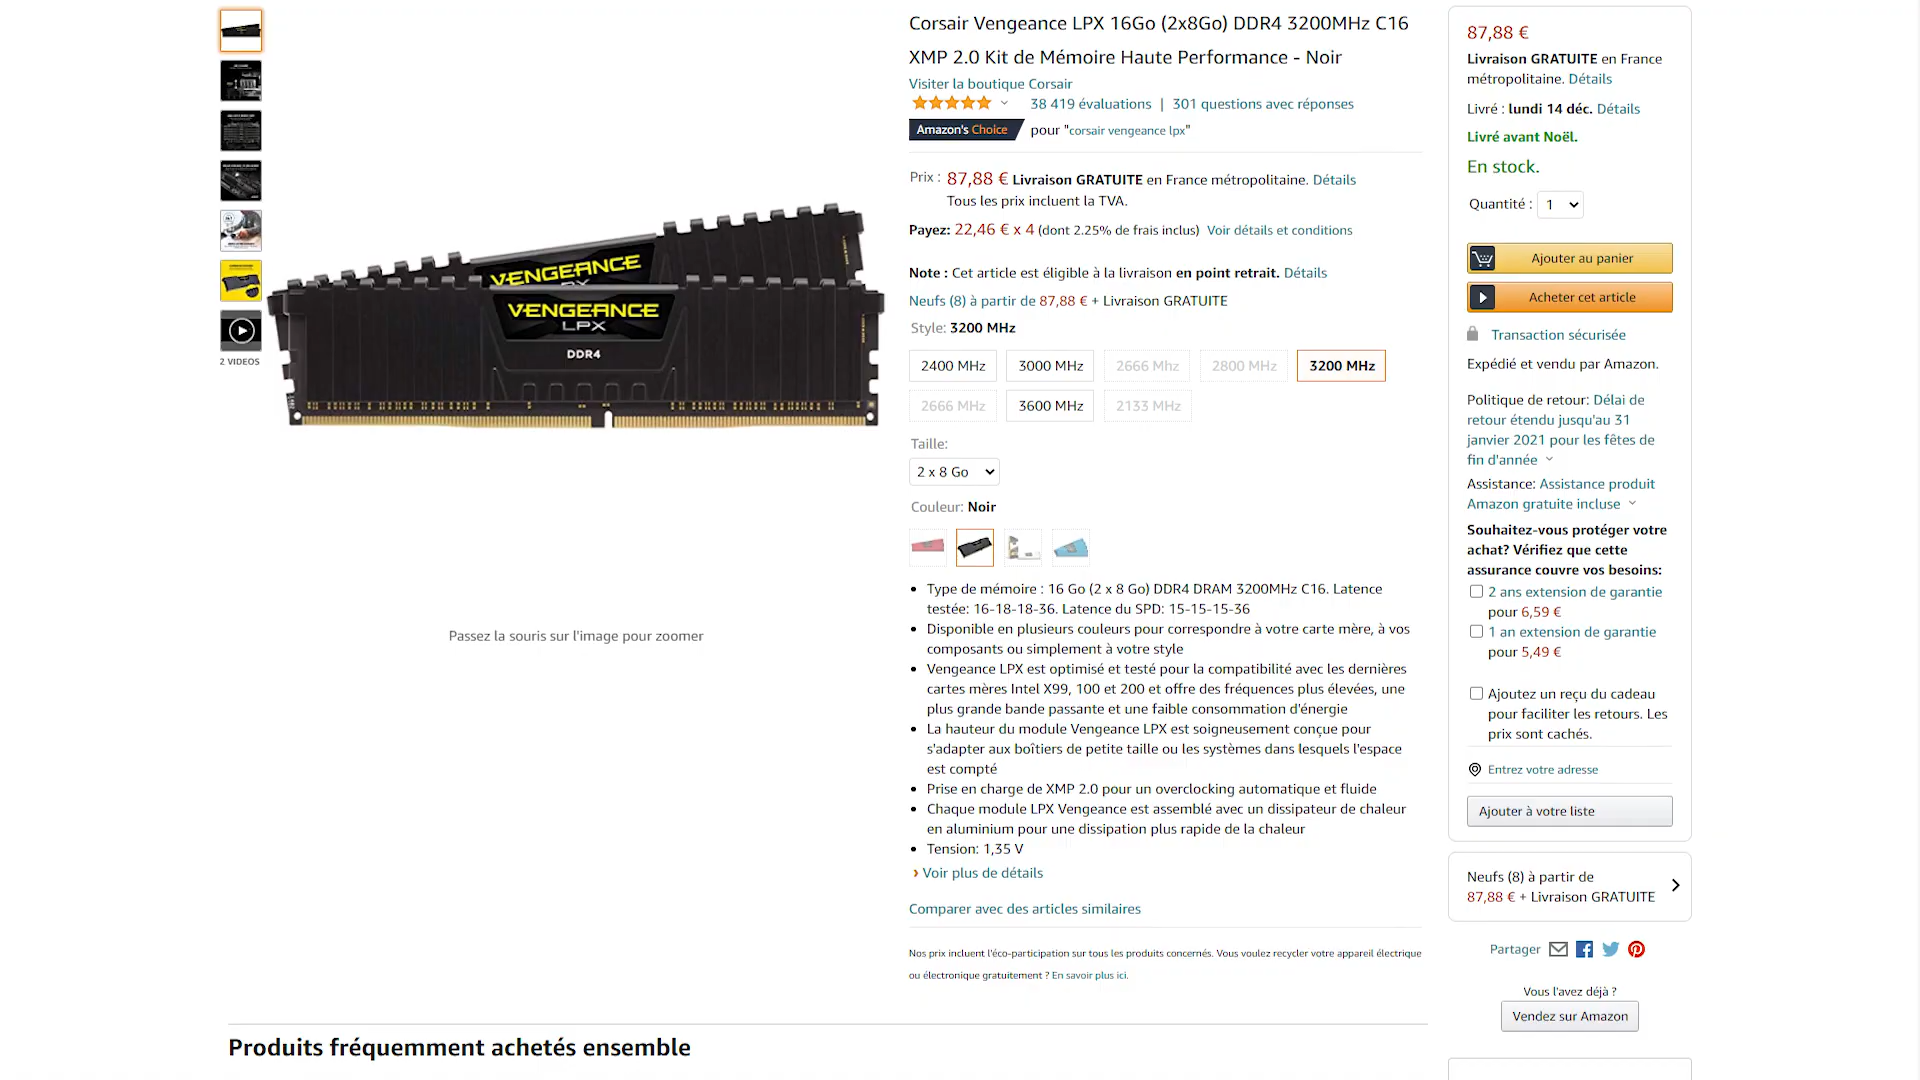 Corsair Vengeance LPX 16Go (2x8Go) DDR4 3200MHz C16
XMP 2.0 Kit de Mémoire Haute Performance - Noir
Visiter la boutique Corsair
38 419 évaluations | 301 questions avec réponses
Amazon's Choice pour "corsair vengeance lpx"
Prix : 87,88 € Livraison GRATUITE en France métropolitaine. Détails
Tous les prix incluent la TVA.
Payez: 22,46 € x 4 (dont 2.25% de frais inclus) Voir détails et conditions
Note : Cet article est éligible à la livraison en point retrait. Détails
Neufs (8) à partir de 87,88 € + Livraison GRATUITE
Style: 3200 MHz
2400 MHz 3000 MHz 2666 Mhz 2800 MHz 3200 MHz
2666 MHz 3600 MHz 2133 MHz
Taille:
2 x 8 Go
Couleur: Noir
Type de mémoire : 16 Go (2 x 8 Go) DDR4 DRAM 3200MHz C16. Latence
testée: 16-18-18-36. Latence du SPD: 15-15-15-36
Disponible en plusieurs couleurs pour correspondre à votre carte mère, à vos
composants ou simplement à votre style
Vengeance LPX est optimisé et testé pour la compatibilité avec les dernières
cartes mères Intel X99, 100 et 200 et offre des fréquences plus élevées, une
plus grande bande passante et une faible consommation d'énergie
La hauteur du module Vengeance LPX est soigneusement conçue pour
s'adapter aux boîtiers de petite taille ou les systèmes dans lesquels l'espace
est compté
Prise en charge de XMP 2.0 pour un overclocking automatique et fluide
Chaque module LPX Vengeance est assemblé avec un dissipateur de chaleur
en aluminium pour une dissipation plus rapide de la chaleur
Tension: 1,35 V
› Voir plus de détails
Comparer avec des articles similaires
Nos prix incluent l'éco-participation sur tous les produits concernés. Vous voulez recycler votre appareil électrique
ou électronique gratuitement ? En savoir plus ici.
2 VIDEOS
VENGEANCE
VENGEANCE
LPX
DDR4
Passez la souris sur l'image pour zoomer
87,88 €
Livraison GRATUITE en France
métropolitaine. Détails
Livré : lundi 14 déc. Détails
Livré avant Noël.
En stock.
Quantité : 1
Ajouter au panier
Acheter cet article
Transaction sécurisée
Expédié et vendu par Amazon.
Politique de retour: Délai de
retour étendu jusqu'au 31
janvier 2021 pour les fêtes de
fin d'année
Assistance: Assistance produit
Amazon gratuite incluse
Souhaitez-vous protéger votre
achat? Vérifiez que cette
assurance couvre vos besoins:
2 ans extension de garantie
pour 6,59 €
1 an extension de garantie
pour 5,49 €
Ajoutez un reçu du cadeau
pour faciliter les retours. Les
prix sont cachés.
Entrez votre adresse
Ajouter à votre liste
Neufs (8) à partir de
87,88 € + Livraison GRATUITE
Partager
Vous l'avez déjà ?
Vendez sur Amazon
Produits fréquemment achetés ensemble